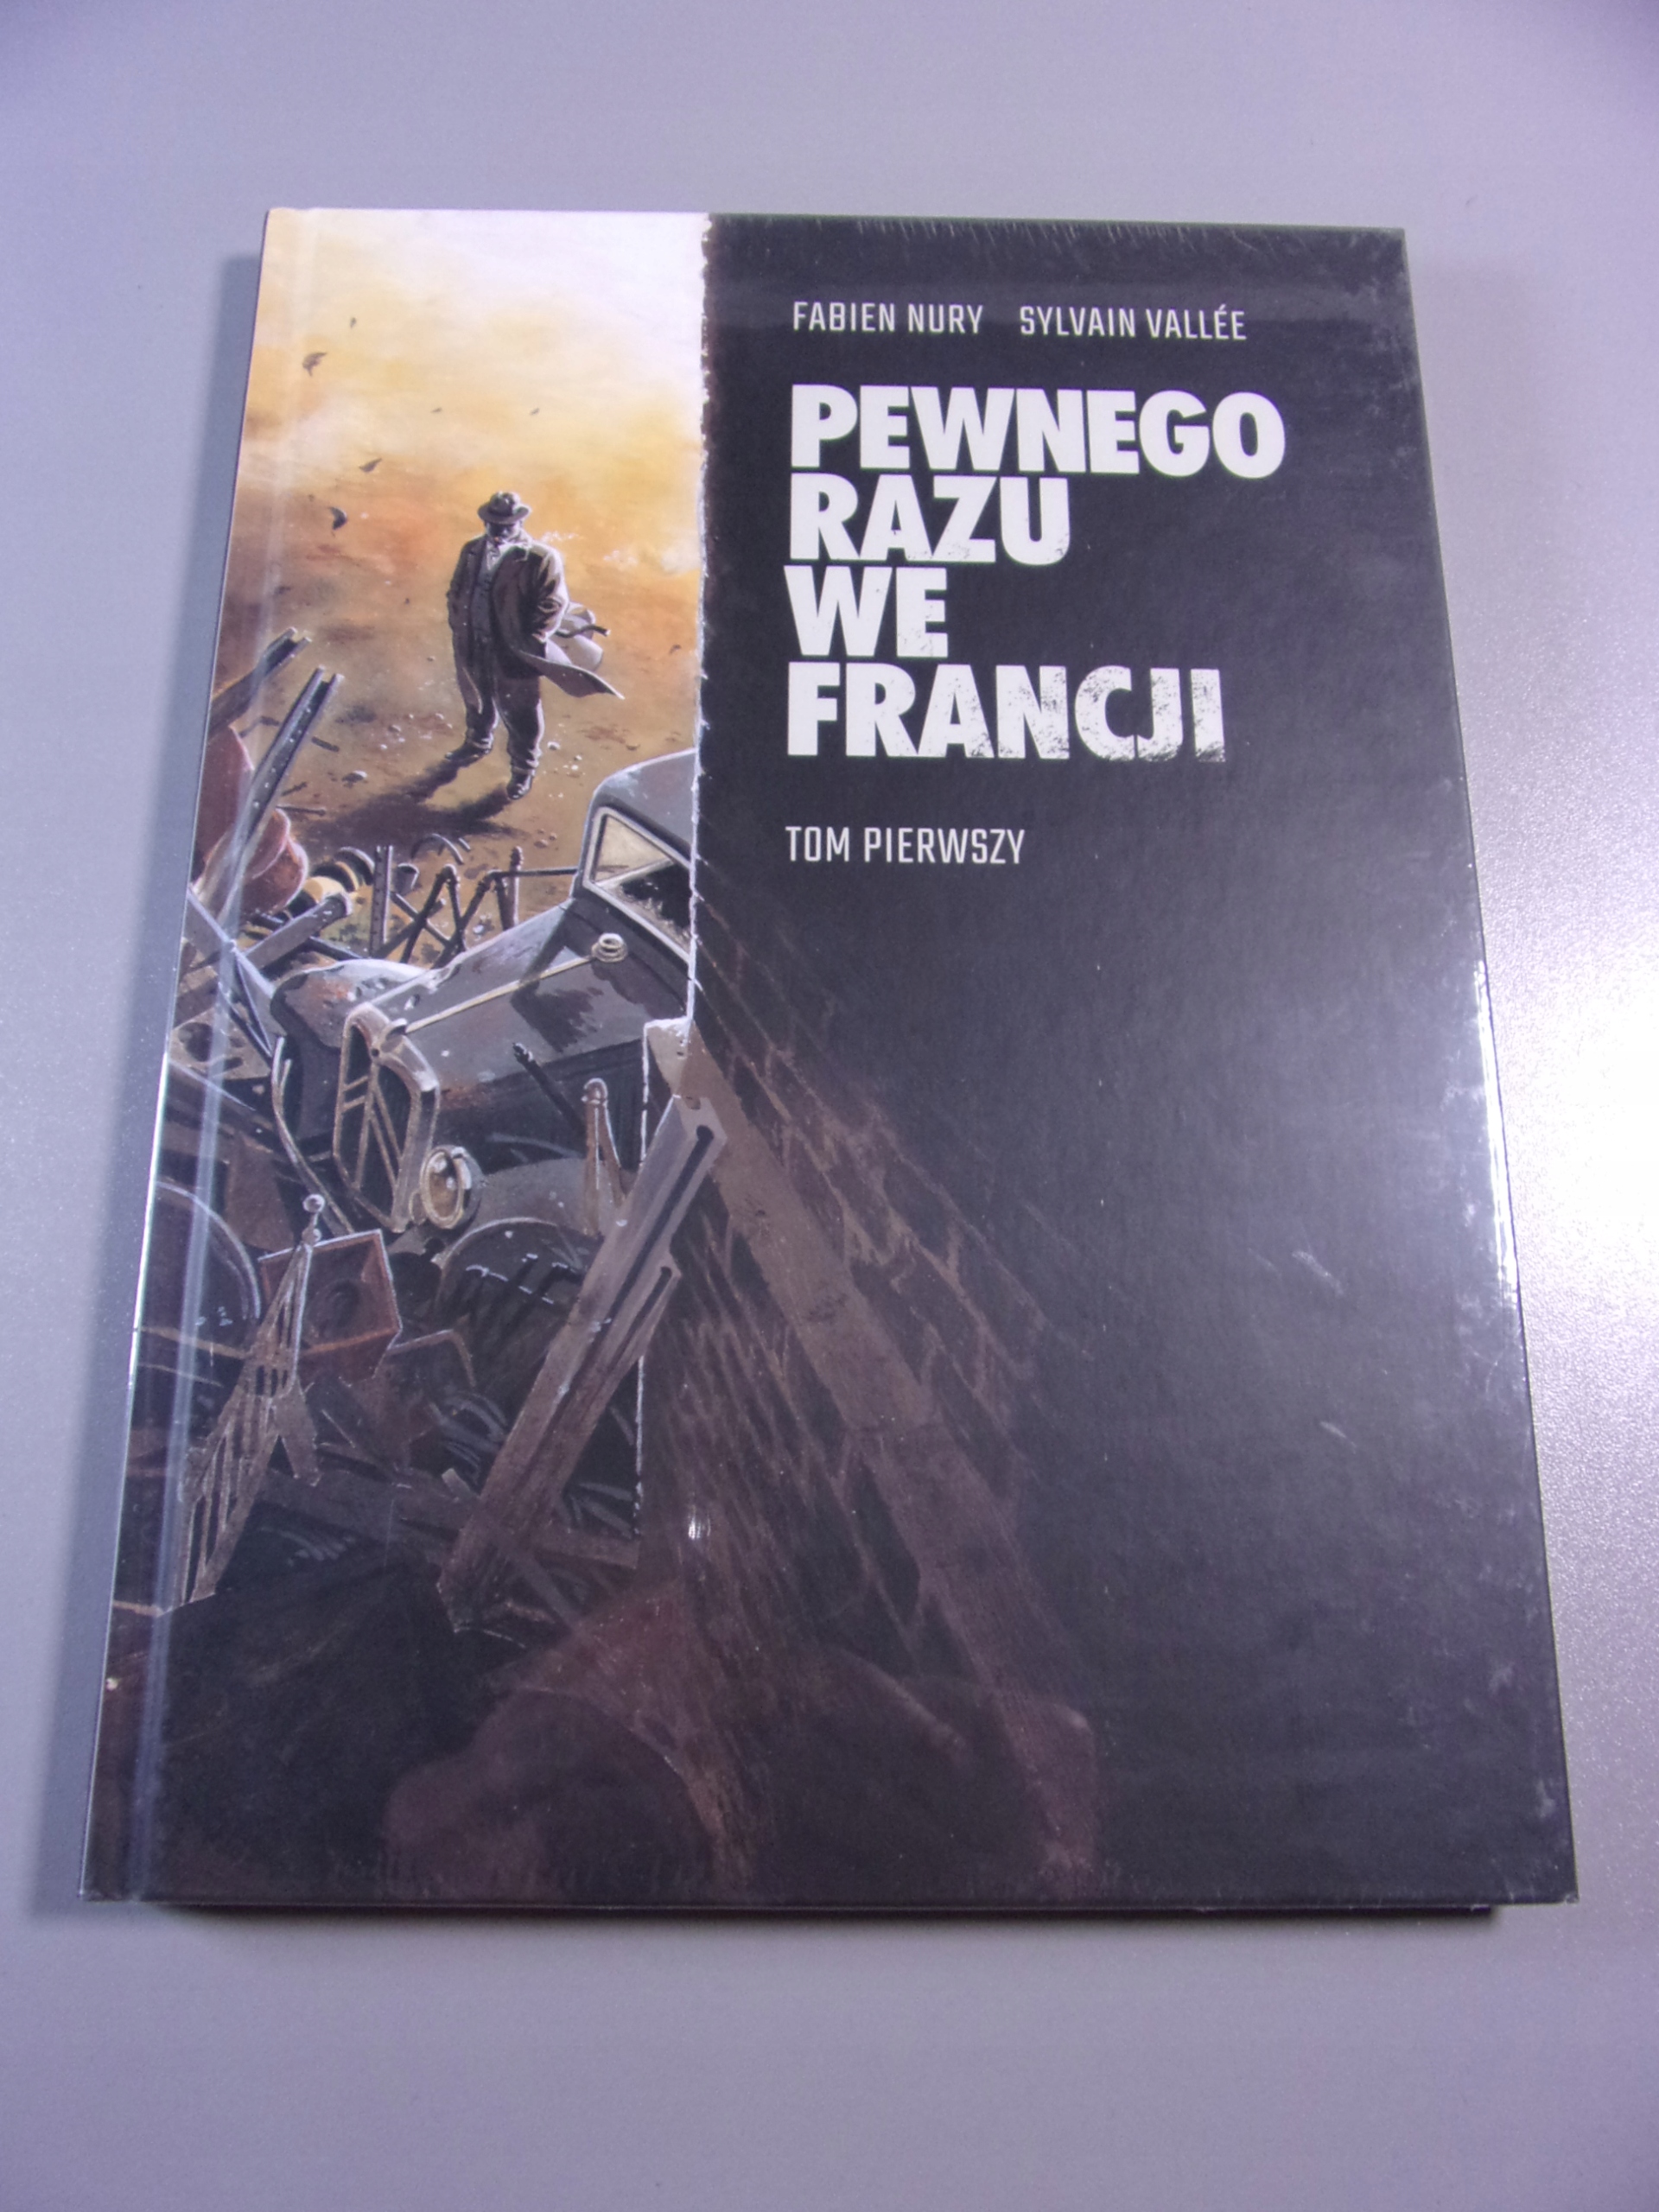 FABIEN NURY SYLVAIN VALLÉE
PEWNEGO
RAZU
WE
FRANCJI
TOM PIERWSZY